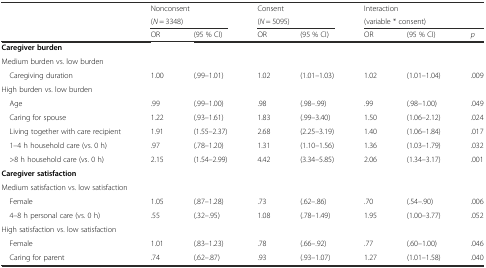 Nonconsent Consent Interaction
(N = 3348) (N = 5095) (variable * consent)
OR (95 % CI) OR (95 % CI) OR (95 % CI) p
Caregiver burden
Medium burden vs. low burden
Caregiving duration 1.00 (.99–1.01) 1.02 (1.01–1.03) 1.02 (1.01–1.04) .009
High burden vs. low burden
Age .99 (.99–1.00) .98 (.98–.99) .99 (.98–1.00) .049
Caring for spouse 1.22 (.93–1.61) 1.83 (.99–3.40) 1.50 (1.06–2.12) .024
Living together with care recipient 1.91 (1.55–2.37) 2.68 (2.25–3.19) 1.40 (1.06–1.84) .017
1–4 h household care (vs. 0 h) .97 (.78–1.20) 1.31 (1.10–1.56) 1.36 (1.03–1.79) .032
>8 h household care (vs. 0 h) 2.15 (1.54–2.99) 4.42 (3.34–5.85) 2.06 (1.34–3.17) .001
Caregiver satisfaction
Medium satisfaction vs. low satisfaction
Female 1.05 (.87–1.28) .73 (.62–.86) .70 (.54–.90) .006
4–8 h personal care (vs. 0 h) .55 (.32–.95) 1.08 (.78–1.49) 1.95 (1.00–3.77) .052
High satisfaction vs. low satisfaction
Female 1.01 (.83–1.23) .78 (.66–.92) .77 (.60–1.00) .046
Caring for parent .74 (.62–.87) .93 (.93–1.07) 1.27 (1.01–1.58) .040